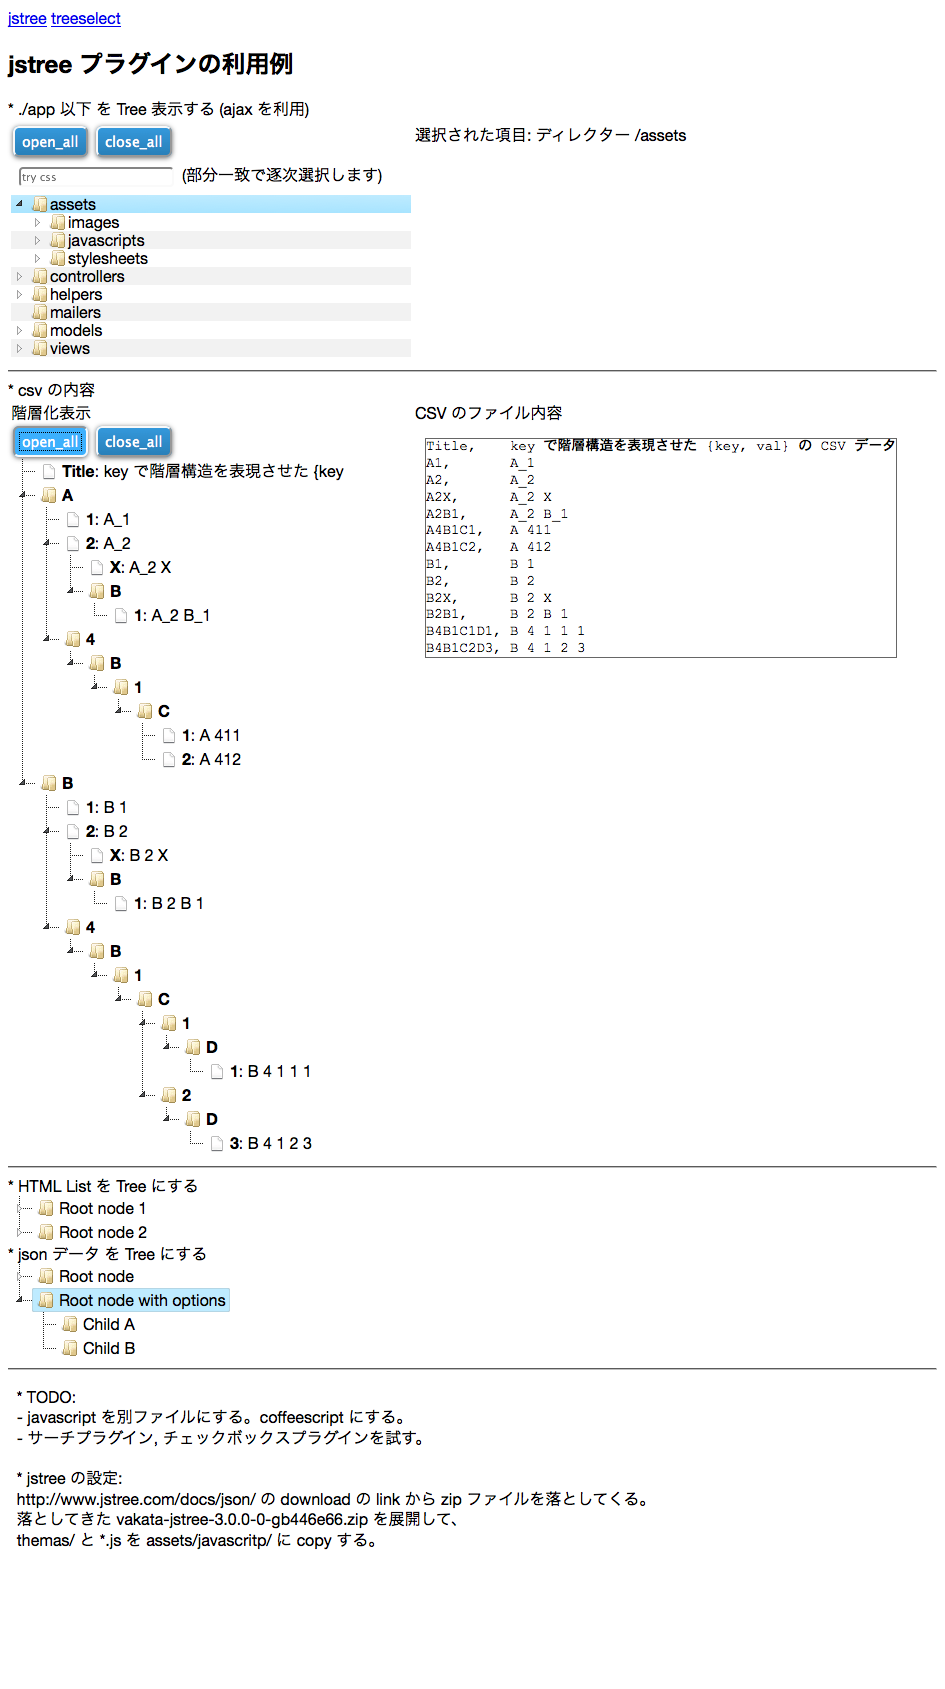 jstree treeselect
jstree プラグインの利用例
* ./app 以下 を Tree 表示する (ajax を利用)
open_all close_all
選択された項目: ディレクター /assets
try css (部分一致で逐次選択します)
assets
images
javascripts
stylesheets
controllers
helpers
mailers
models
views
* csv の内容
階層化表示
open_all close_all
Title: key で階層構造を表現させた {key
A
1: A_1
2: A_2
X: A_2 X
B
1: A_2 B_1
4
B
1
C
1: A 411
2: A 412
B
1: B 1
2: B 2
X: B 2 X
B
1: B 2 B 1
4
B
1
C
1
D
1: B 4 1 1 1
2
D
3: B 4 1 2 3
CSV のファイル内容
Title, key で階層構造を表現させた {key, val} の CSV データ
A1, A_1
A2, A_2
A2X, A_2 X
A2B1, A_2 B_1
A4B1C1, A 411
A4B1C2, A 412
B1, B 1
B2, B 2
B2X, B 2 X
B2B1, B 2 B 1
B4B1C1D1, B 4 1 1 1
B4B1C2D3, B 4 1 2 3
* HTML List を Tree にする
Root node 1
Root node 2
* json データ を Tree にする
Root node
Root node with options
Child A
Child B
* TODO:
- javascript を別ファイルにする。coffeescript にする。
- サーチプラグイン, チェックボックスプラグインを試す。
* jstree の設定:
http://www.jstree.com/docs/json/ の download の link から zip ファイルを落としてくる。
落としてきた vakata-jstree-3.0.0-0-gb446e66.zip を展開して、
themas/ と *.js を assets/javascritp/ に copy する。